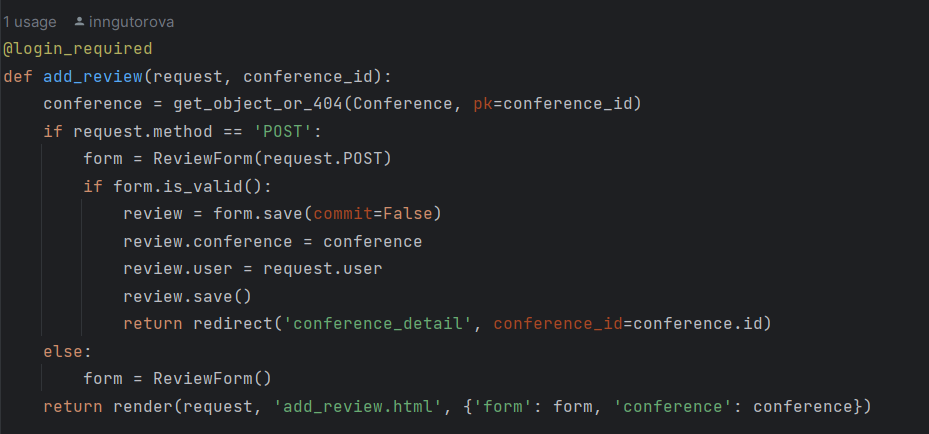 1 usage inngutorova
@login_required
def add_review(request, conference_id):
    conference = get_object_or_404(Conference, pk=conference_id)
    if request.method == 'POST':
        form = ReviewForm(request.POST)
        if form.is_valid():
            review = form.save(commit=False)
            review.conference = conference
            review.user = request.user
            review.save()
            return redirect('conference_detail', conference_id=conference.id)
    else:
        form = ReviewForm()
    return render(request, 'add_review.html', {'form': form, 'conference': conference})